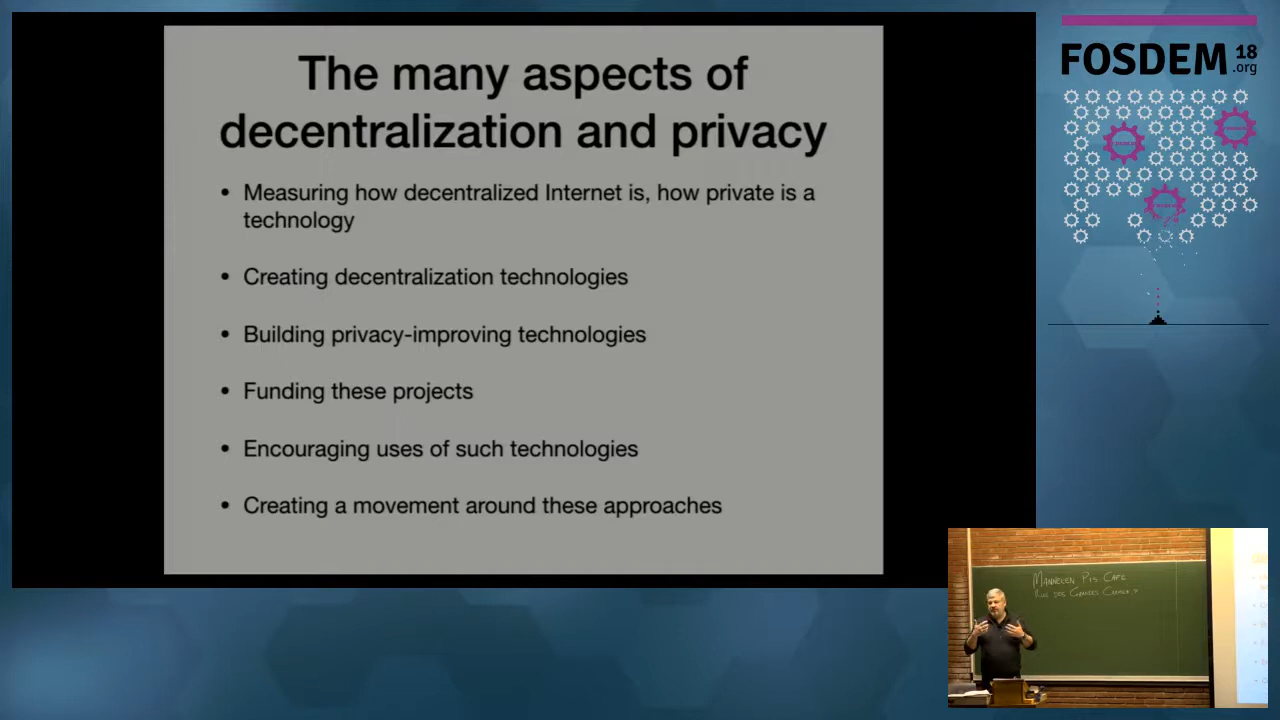 The many aspects of
decentralization and privacy
• Measuring how decentralized Internet is, how private is a
technology
• Creating decentralization technologies
• Building privacy-improving technologies
• Funding these projects
• Encouraging uses of such technologies
• Creating a movement around these approaches
FOSDEM 18
.org
MANNEKEN PIS CAFE
RUE DES